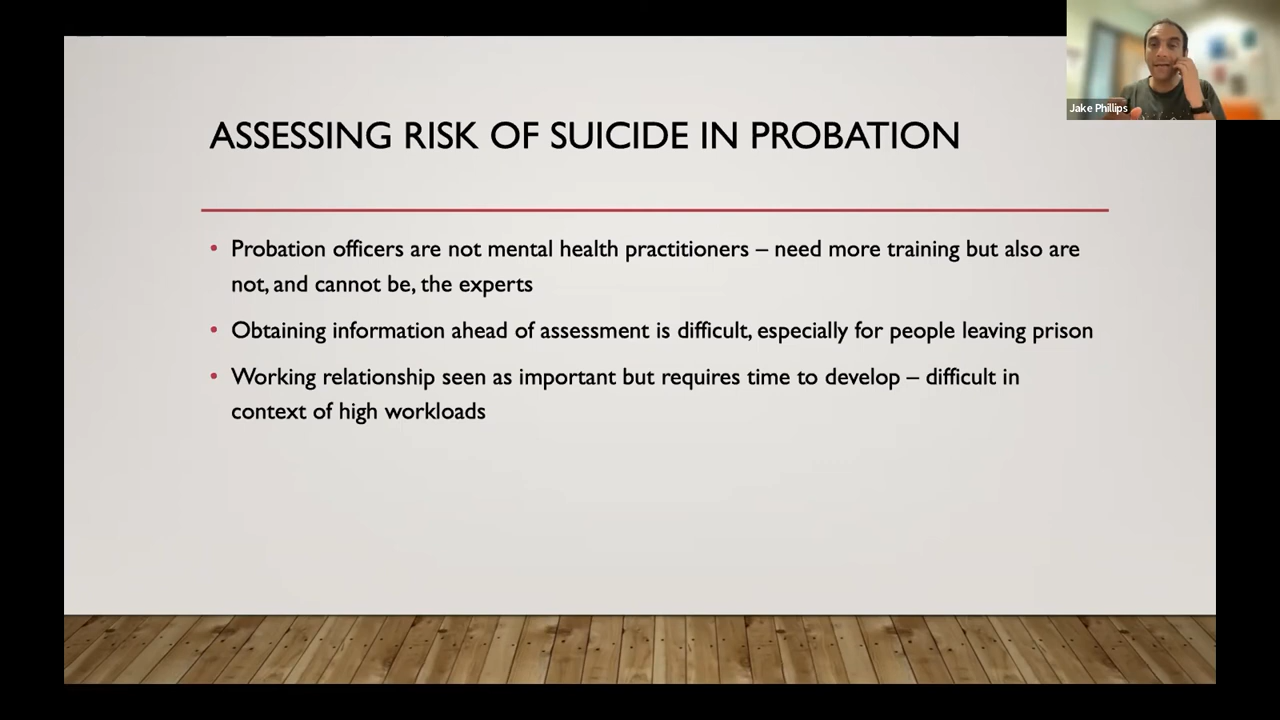 Jake Phillips
ASSESSING RISK OF SUICIDE IN PROBATION
• Probation officers are not mental health practitioners – need more training but also are
not, and cannot be, the experts
• Obtaining information ahead of assessment is difficult, especially for people leaving prison
• Working relationship seen as important but requires time to develop – difficult in
context of high workloads